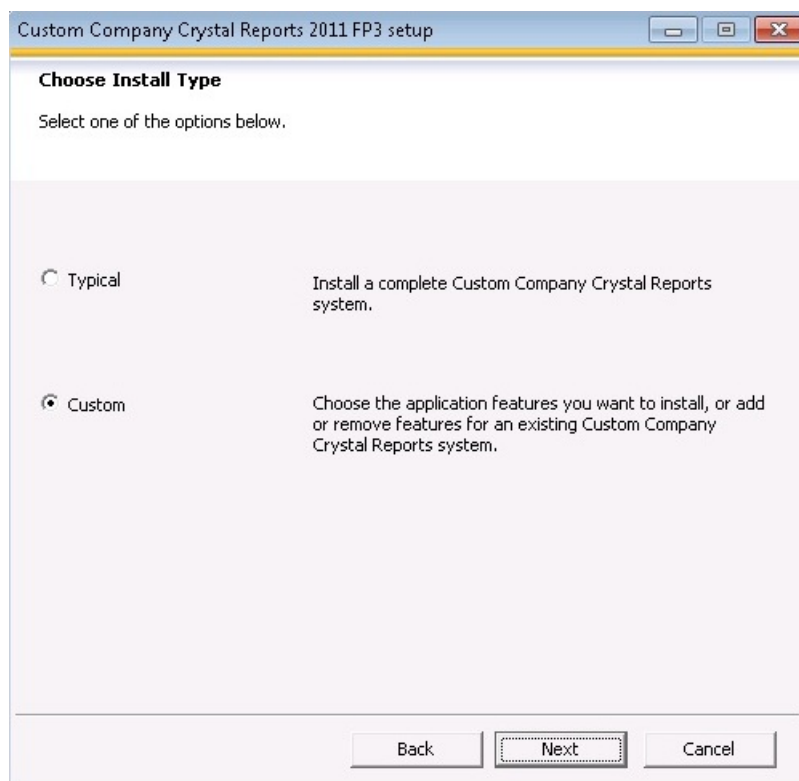 Custom Company Crystal Reports 2011 FP3 setup
Choose Install Type
Select one of the options below.
Typical
Install a complete Custom Company Crystal Reports
system.
Custom
Choose the application features you want to install, or add
or remove features for an existing Custom Company
Crystal Reports system.
Back
Next
Cancel